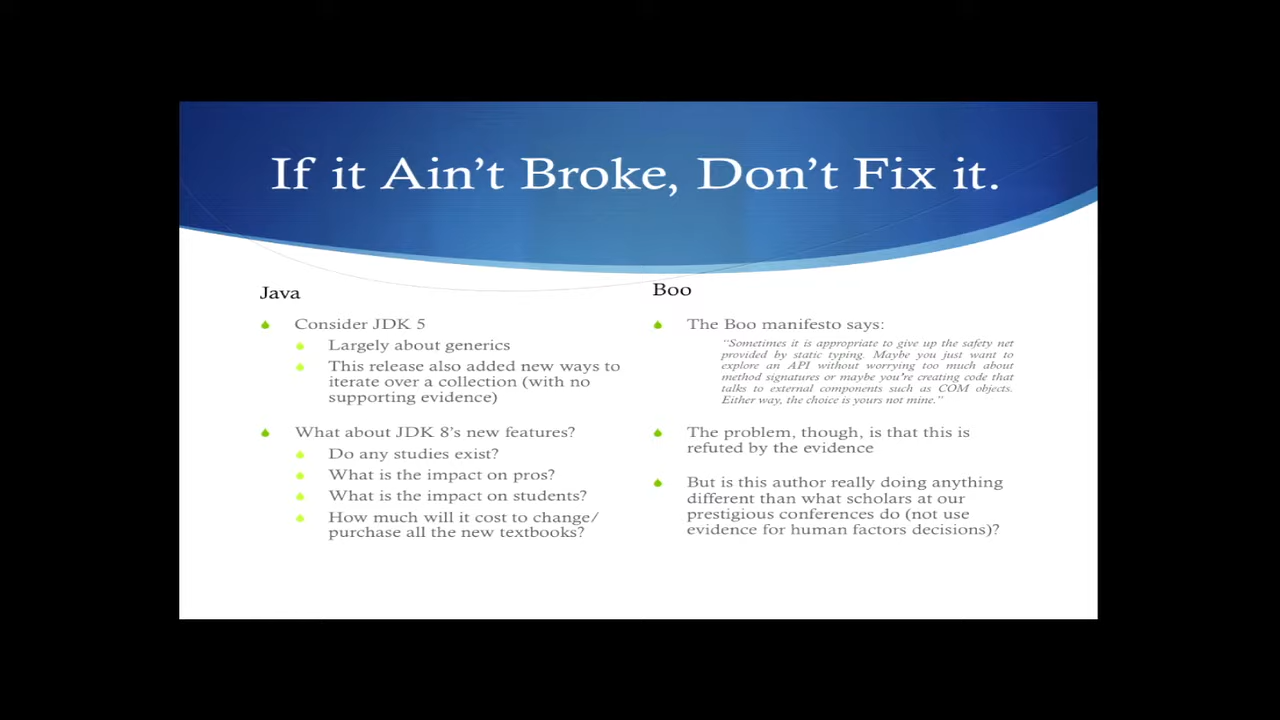 If it Ain't Broke, Don't Fix it.
Java
Consider JDK 5
Largely about generics
This release also added new ways to
iterate over a collection (with no
supporting evidence)
What about JDK 8's new features?
Do any studies exist?
What is the impact on pros?
What is the impact on students?
How much will it cost to change/
purchase all the new textbooks?
Boo
The Boo manifesto says:
"Sometimes it is appropriate to give up the safety net
provided by static typing. Maybe you just want to
explore an API without worrying too much about
method signatures or maybe you're creating code that
talks to external components such as COM objects.
Either way, the choice is yours not mine."
The problem, though, is that this is
refuted by the evidence
But is this author really doing anything
different than what scholars at our
prestigious conferences do (not use
evidence for human factors decisions)?